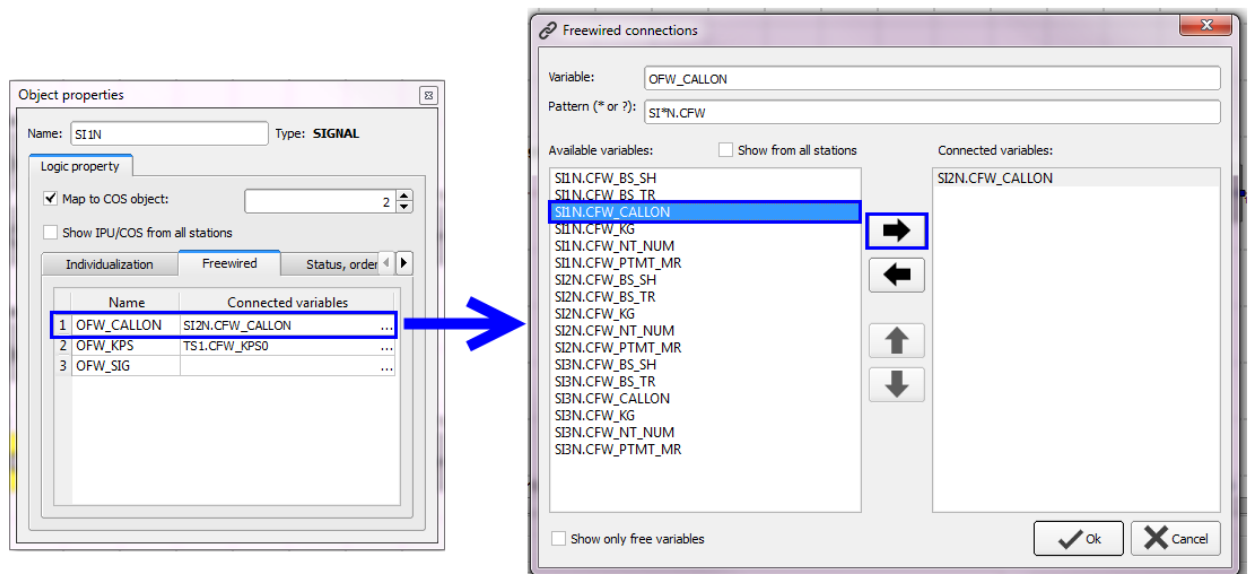 Object properties
Name: SI1N Type: SIGNAL
Logic property
Map to COS object: 2
Show IPU/COS from all stations
Individualization Freewired Status, order
Name Connected variables
1 OFW_CALLON SI2N.CFW_CALLON ...
2 OFW_KPS TS1.CFW_KPS0 ...
3 OFW_SIG ...
Freewired connections
Variable: OFW_CALLON
Pattern (* or ?): SI*N.CFW
Available variables: Show from all stations Connected variables:
SI1N.CFW_BS_SH
SI1N.CFW_BS_TR
SI1N.CFW_CALLON
SI1N.CFW_KG
SI1N.CFW_NT_NUM
SI1N.CFW_PTMT_MR
SI2N.CFW_BS_SH
SI2N.CFW_BS_TR
SI2N.CFW_KG
SI2N.CFW_NT_NUM
SI2N.CFW_PTMT_MR
SI3N.CFW_BS_SH
SI3N.CFW_BS_TR
SI3N.CFW_CALLON
SI3N.CFW_KG
SI3N.CFW_NT_NUM
SI3N.CFW_PTMT_MR
SI2N.CFW_CALLON
Show only free variables
Ok Cancel